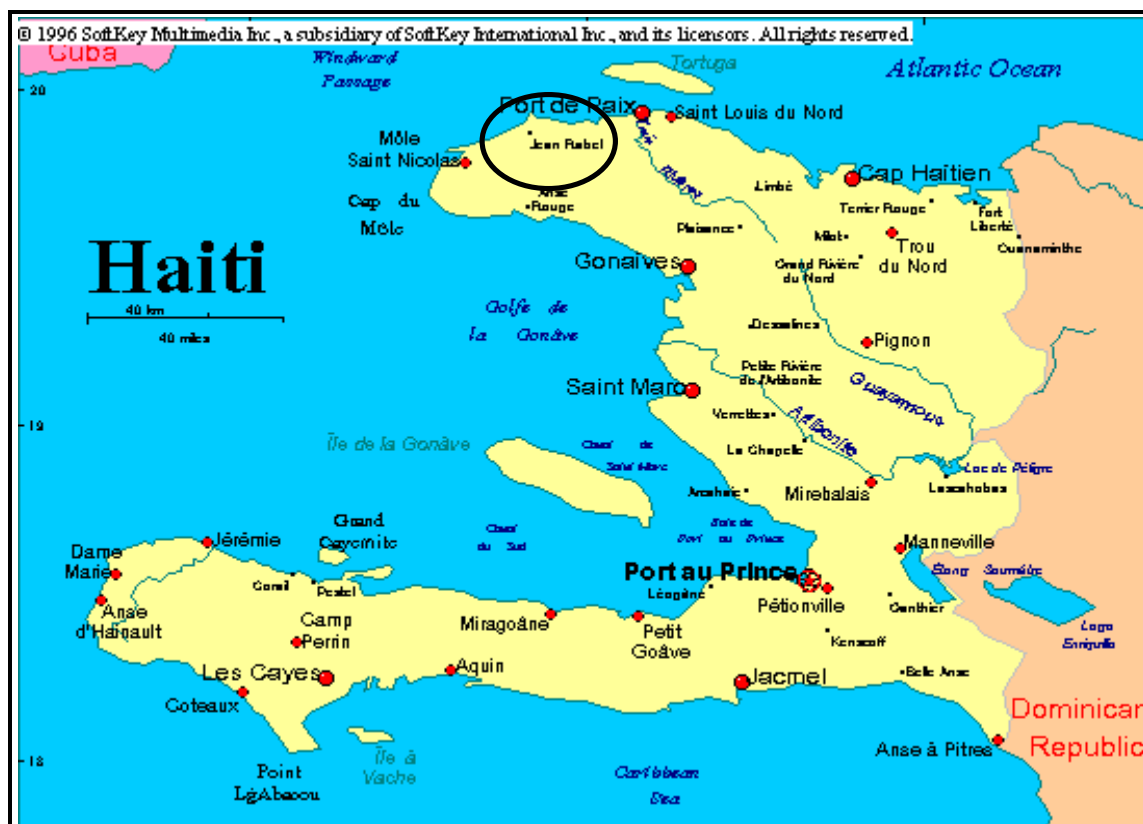 © 1996 SoftKey Multimedia Inc., a subsidiary of SoftKey International Inc., and its licensors. All rights reserved.
Cuba
Windward
Passage
Tortuga
Atlantic Ocean
20
Port de Paix
Saint Louis du Nord
Môle
Saint Nicolas
Jean Rabel
Cap Haïtien
Limbé
Anse
Rouge
Cap du
Môle
Terrier Rouge
Fort
Liberté
Plaisance
Milot
Trou
du Nord
Ouanaminthe
Haiti
Gonaïves
Grand Rivière
du Nord
40 km
40 miles
Golfe de
la Gonâve
Dessalines
Pignon
Petite Rivière
de l'Artibonite
Guayamouc
Saint Marc
Verrettes
Artibonite
19
Île de la Gonâve
Canal de
Saint Marc
La Chapelle
Lac de Péligre
Arcahaie
Mirebalais
Lascahobas
Grand
Cayemite
Canal
du Sud
Baie de
Port au Prince
Jérémie
Manneville
Dame
Marie
Port au Prince
Etang Saumâtre
Corail
Pestel
Léogâne
Pétionville
Ganthier
Anse
d'Hainault
Camp
Perrin
Miragoâne
Petit
Goâve
Kenscoff
Lago
Enriquillo
Les Cayes
Aquin
Jacmel
Belle Anse
Coteaux
Dominican
Republic
Anse à Pitres
18
Point
Île à
Vache
Caribbean
Sea